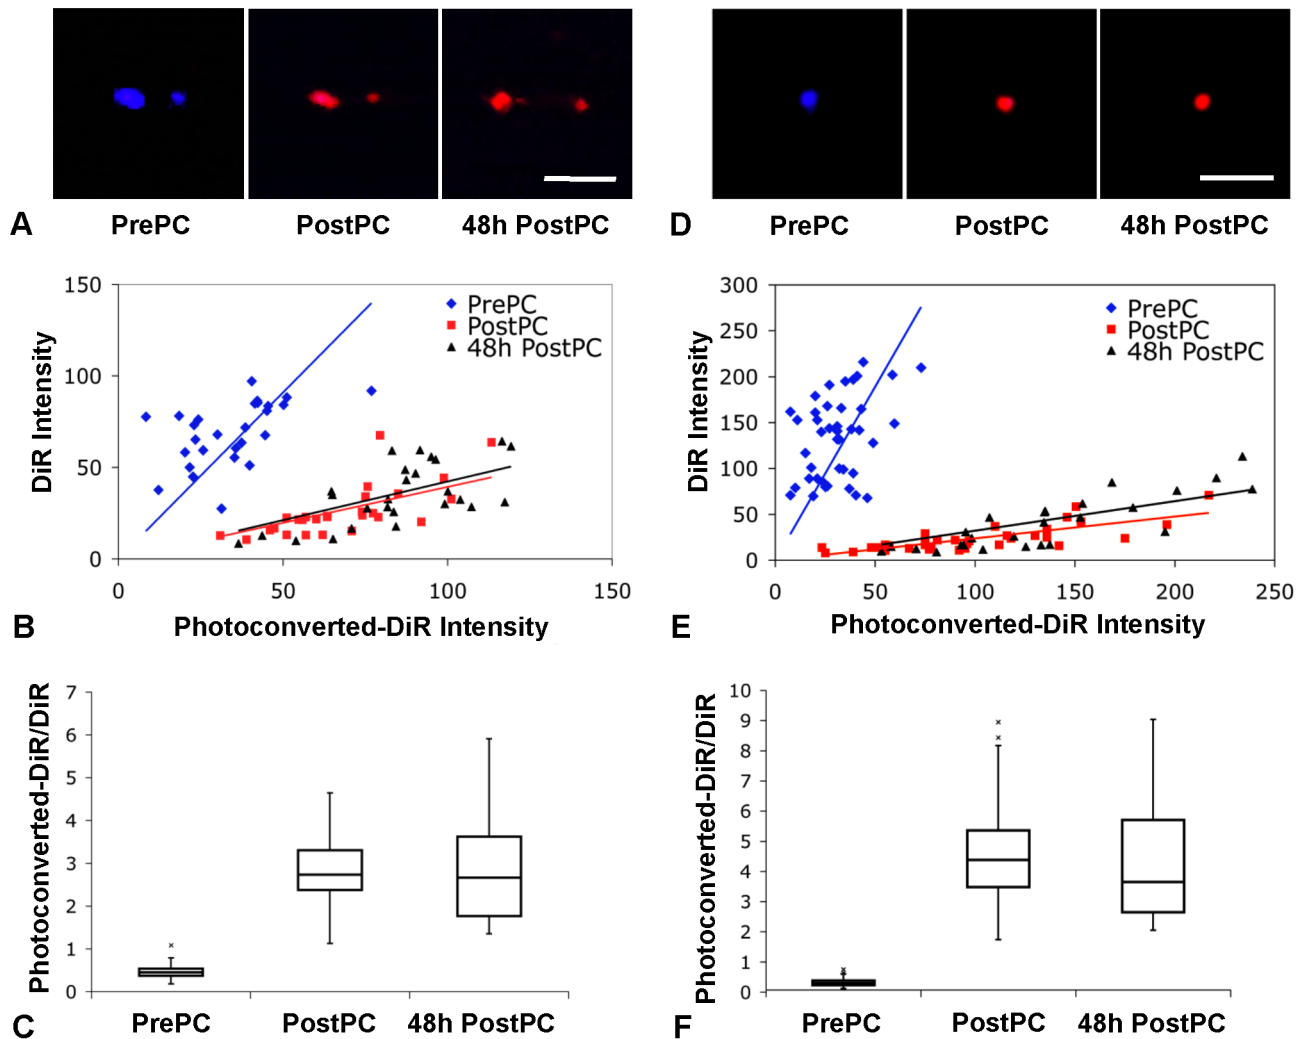 A PrePC PostPC 48h PostPC
D PrePC PostPC 48h PostPC
DiR Intensity
150
100
50
0
0 50 100 150
PrePC
PostPC
48h PostPC
B Photoconverted-DiR Intensity
DiR Intensity
300
250
200
150
100
50
0
0 50 100 150 200 250
PrePC
PostPC
48h PostPC
E Photoconverted-DiR Intensity
Photoconverted-DiR/DiR
7
6
5
4
3
2
1
0
C PrePC PostPC 48h PostPC
Photoconverted-DiR/DiR
10
9
8
7
6
5
4
3
2
1
0
F PrePC PostPC 48h PostPC